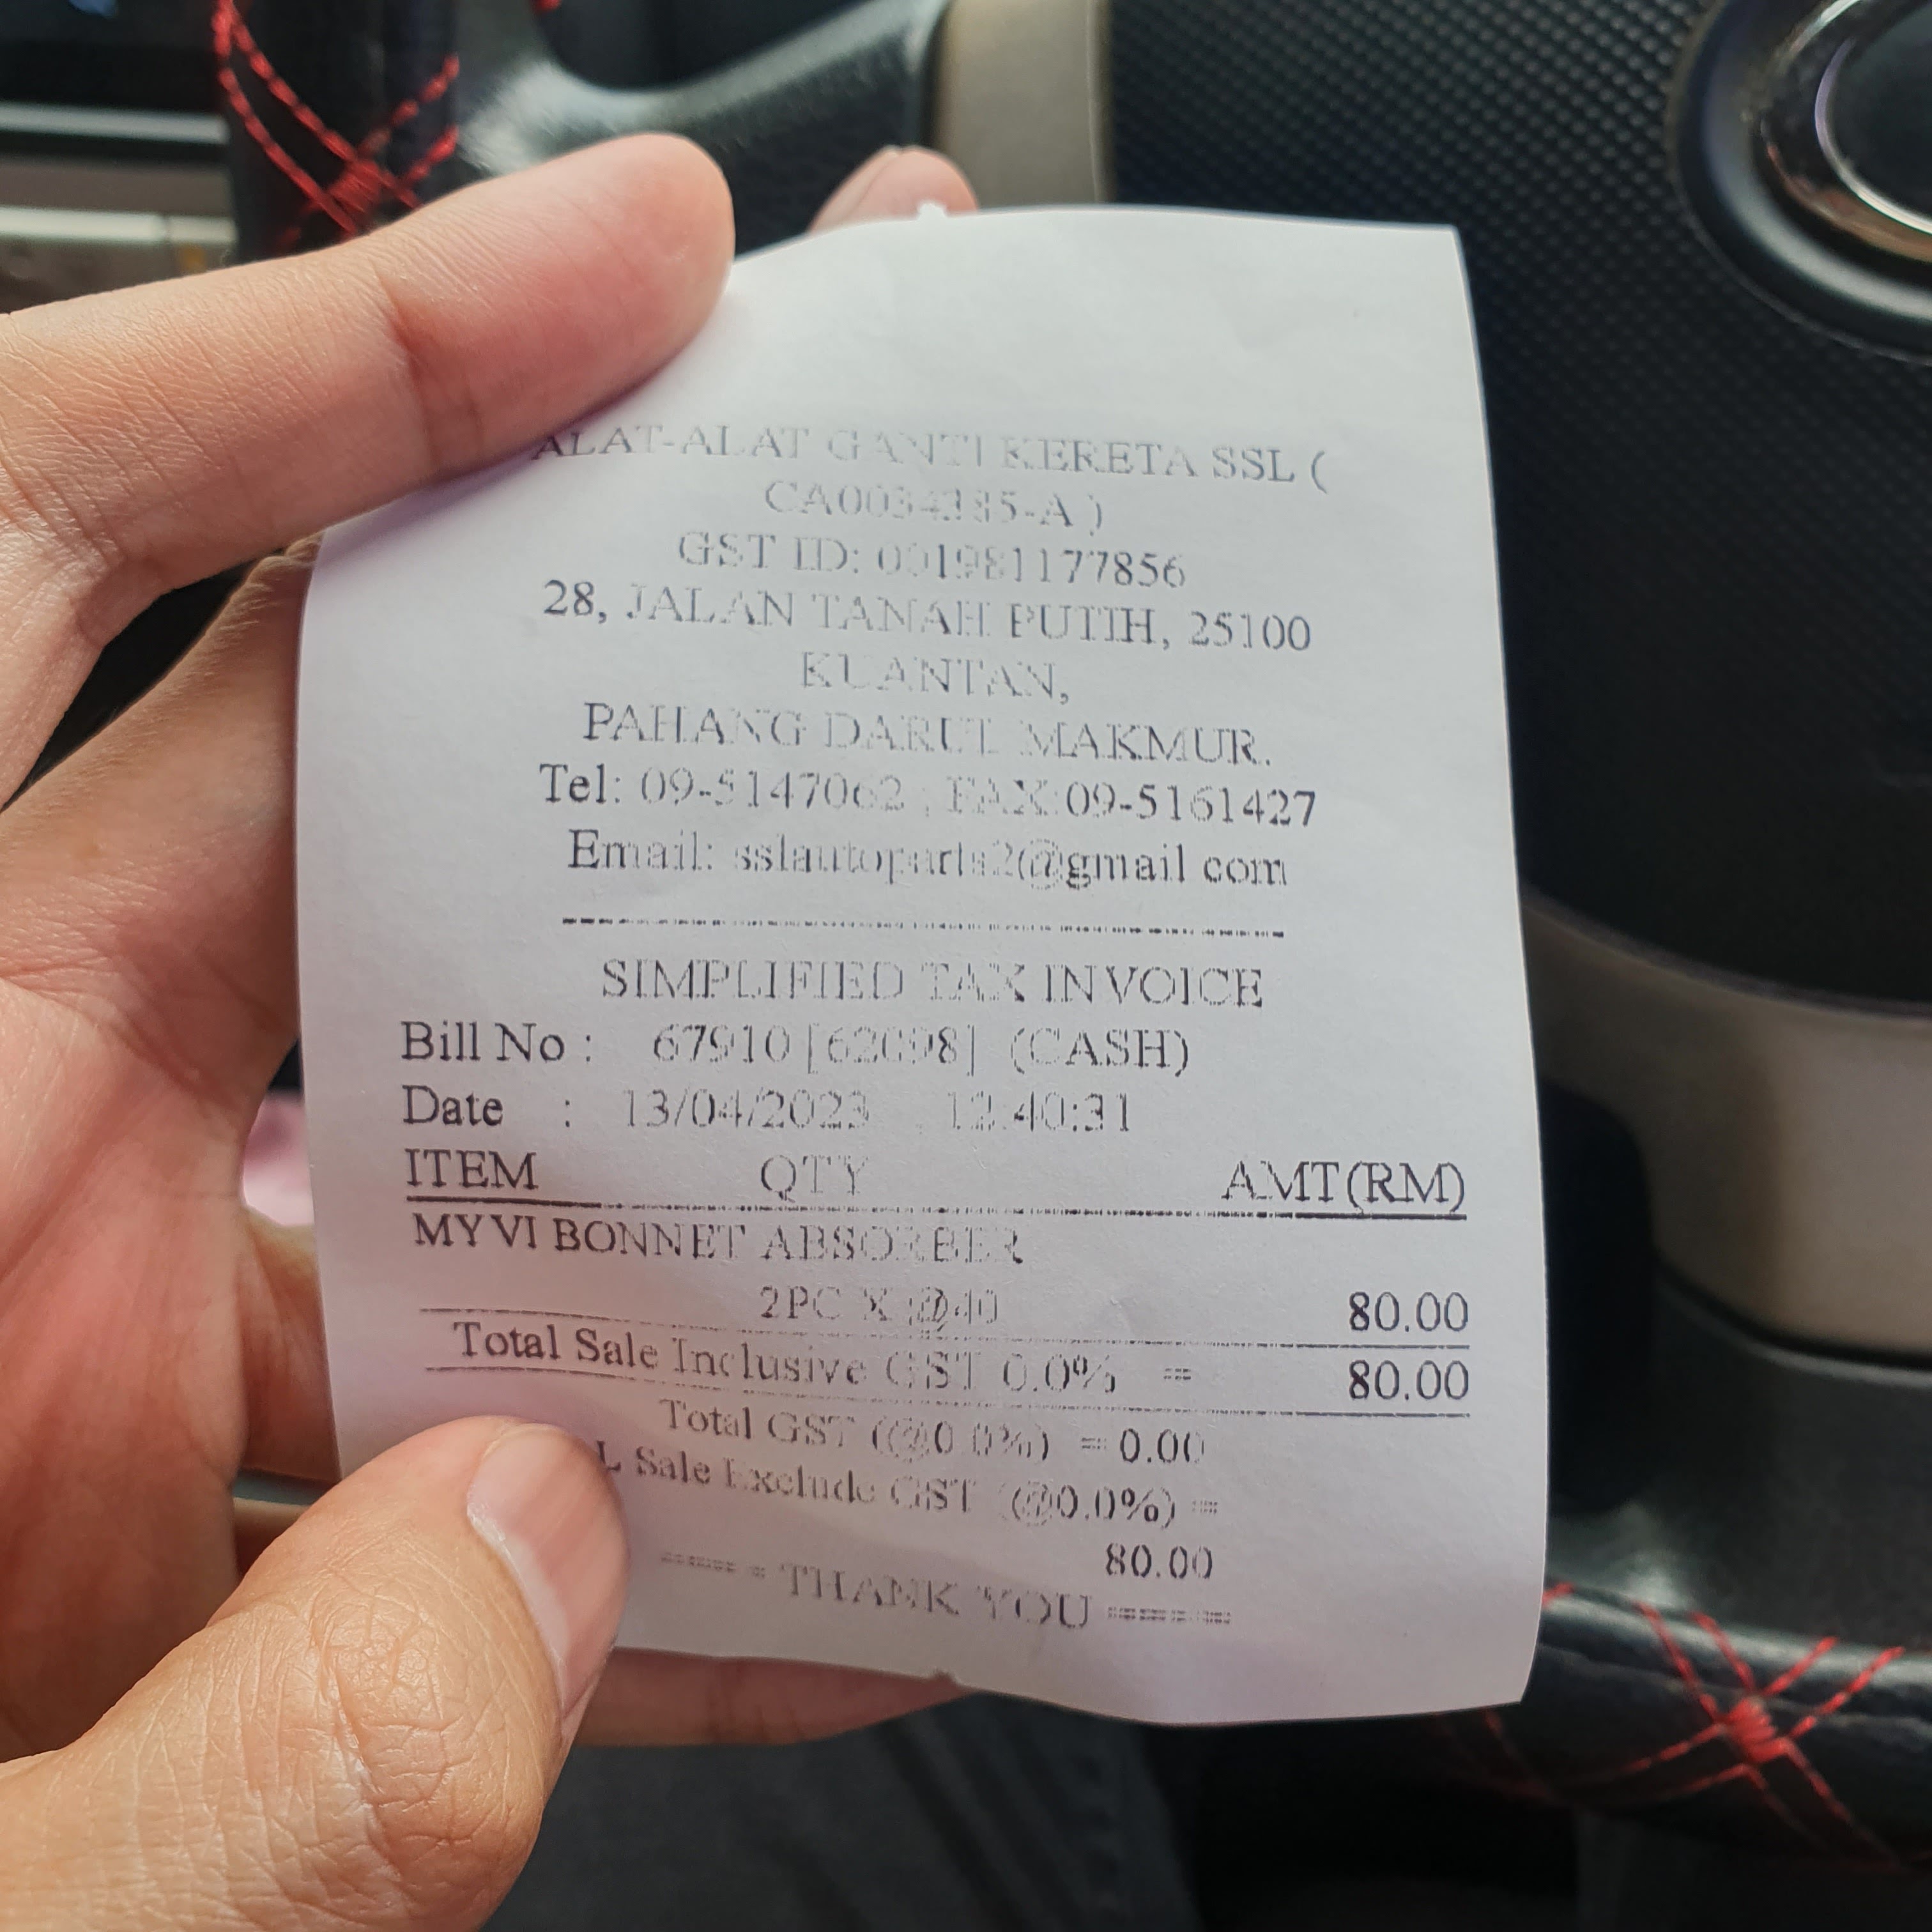 ALAT-ALAT GANTI KERETA SSL (
CA0034385-A )
GST ID: 001981177856
28, JALAN TANAH PUTIH, 25100
KUANTAN,
PAHANG DARUL MAKMUR.
Tel: 09-5147062 , FAX:09-5161427
Email: sslautoparts2@gmail.com
SIMPLIFIED TAX INVOICE
Bill No : 67910 [62098] (CASH)
Date : 13/04/2023 12:40:31
ITEM QTY AMT(RM)
MYVI BONNET ABSORBER
2PC X @40 80.00
Total Sale Inclusive GST 0.0% = 80.00
Total GST (@0.0%) = 0.00
L Sale Exclude GST (@0.0%) =
80.00
===== THANK YOU =====